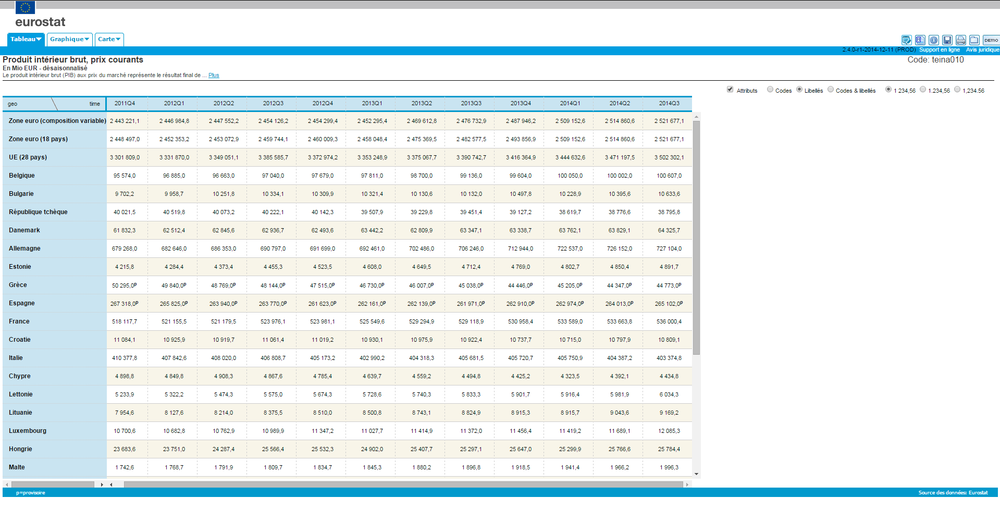 eurostat
Tableau Graphique Carte
DEMO
2.4.0-r1-2014-12-11 (PROD) Support en ligne Avis juridique
Produit intérieur brut, prix courants Code: teina010
En Mio EUR - désaisonnalisé
Le produit intérieur brut (PIB) aux prix du marché représente le résultat final de ... Plus
Attributs Codes Libellés Codes & libellés 1 234,56 1.234,56 1,234.56
geo time 2011Q4 2012Q1 2012Q2 2012Q3 2012Q4 2013Q1 2013Q2 2013Q3 2013Q4 2014Q1 2014Q2 2014Q3
Zone euro (composition variable) 2 443 221,1 2 446 984,8 2 447 552,2 2 454 126,2 2 454 299,4 2 452 295,4 2 469 612,8 2 476 732,9 2 487 946,2 2 509 152,6 2 514 860,6 2 521 677,1
Zone euro (18 pays) 2 448 497,0 2 452 353,2 2 453 072,9 2 459 744,1 2 460 009,3 2 458 048,4 2 475 369,5 2 482 577,5 2 493 856,9 2 509 152,6 2 514 860,6 2 521 677,1
UE (28 pays) 3 301 809,0 3 331 870,0 3 349 051,1 3 385 585,7 3 372 974,2 3 353 248,9 3 375 067,7 3 390 742,7 3 416 364,9 3 444 632,6 3 471 197,5 3 502 302,1
Belgique 95 574,0 96 885,0 96 663,0 97 040,0 97 679,0 97 811,0 98 700,0 99 136,0 99 604,0 100 050,0 100 002,0 100 607,0
Bulgarie 9 702,2 9 958,7 10 251,8 10 334,1 10 309,9 10 321,4 10 130,6 10 132,0 10 497,8 10 228,9 10 395,6 10 633,6
République tchèque 40 021,5 40 519,8 40 073,2 40 222,1 40 142,3 39 507,9 39 229,8 39 451,4 39 127,2 38 619,7 38 776,6 38 795,8
Danemark 61 832,3 62 512,4 62 845,6 62 936,7 62 493,6 63 442,2 62 809,9 63 347,1 63 338,7 63 762,1 63 829,1 64 325,7
Allemagne 679 268,0 682 646,0 686 353,0 690 797,0 691 699,0 692 461,0 702 486,0 706 246,0 712 944,0 722 537,0 726 152,0 727 104,0
Estonie 4 215,8 4 284,4 4 373,4 4 455,3 4 523,5 4 608,0 4 649,5 4 712,4 4 769,0 4 802,7 4 850,4 4 891,7
Grèce 50 295,0p 49 840,0p 48 769,0p 48 144,0p 47 515,0p 46 730,0p 46 007,0p 45 038,0p 44 446,0p 45 205,0p 44 347,0p 44 773,0p
Espagne 267 318,0p 265 825,0p 263 940,0p 263 770,0p 261 623,0p 262 161,0p 262 139,0p 261 971,0p 262 910,0p 262 974,0p 264 013,0p 265 102,0p
France 518 117,7 521 155,5 521 179,5 523 976,1 523 981,1 525 549,6 529 294,9 529 118,9 530 958,4 533 589,0 533 663,8 536 000,4
Croatie 11 084,1 10 925,9 10 919,7 11 061,4 11 019,2 10 930,1 10 975,9 10 922,4 10 737,7 10 715,0 10 797,9 10 809,1
Italie 410 377,8 407 842,6 408 020,0 406 808,7 405 173,2 402 990,2 404 318,3 405 681,5 405 720,7 405 750,9 404 387,2 403 374,8
Chypre 4 898,8 4 849,8 4 908,3 4 867,6 4 785,4 4 639,7 4 559,2 4 494,8 4 425,2 4 323,5 4 392,1 4 434,8
Lettonie 5 233,9 5 322,2 5 474,3 5 575,0 5 674,3 5 728,6 5 740,3 5 833,3 5 901,7 5 916,4 5 981,9 6 034,3
Lituanie 7 954,6 8 127,6 8 214,0 8 375,5 8 510,0 8 500,8 8 743,1 8 824,9 8 915,3 8 915,7 9 043,6 9 169,2
Luxembourg 10 700,6 10 682,8 10 762,9 10 989,9 11 347,2 11 027,7 11 414,9 11 372,0 11 456,4 11 419,2 11 689,1 12 085,3
Hongrie 23 683,6 23 751,0 24 287,4 25 566,4 25 532,3 24 902,0 25 407,7 25 297,1 25 647,0 25 299,9 25 766,6 25 784,4
Malte 1 742,6 1 768,7 1 791,9 1 809,7 1 834,7 1 845,3 1 880,2 1 896,8 1 918,5 1 941,4 1 966,2 1 996,3
p=provisoire Source des données: Eurostat